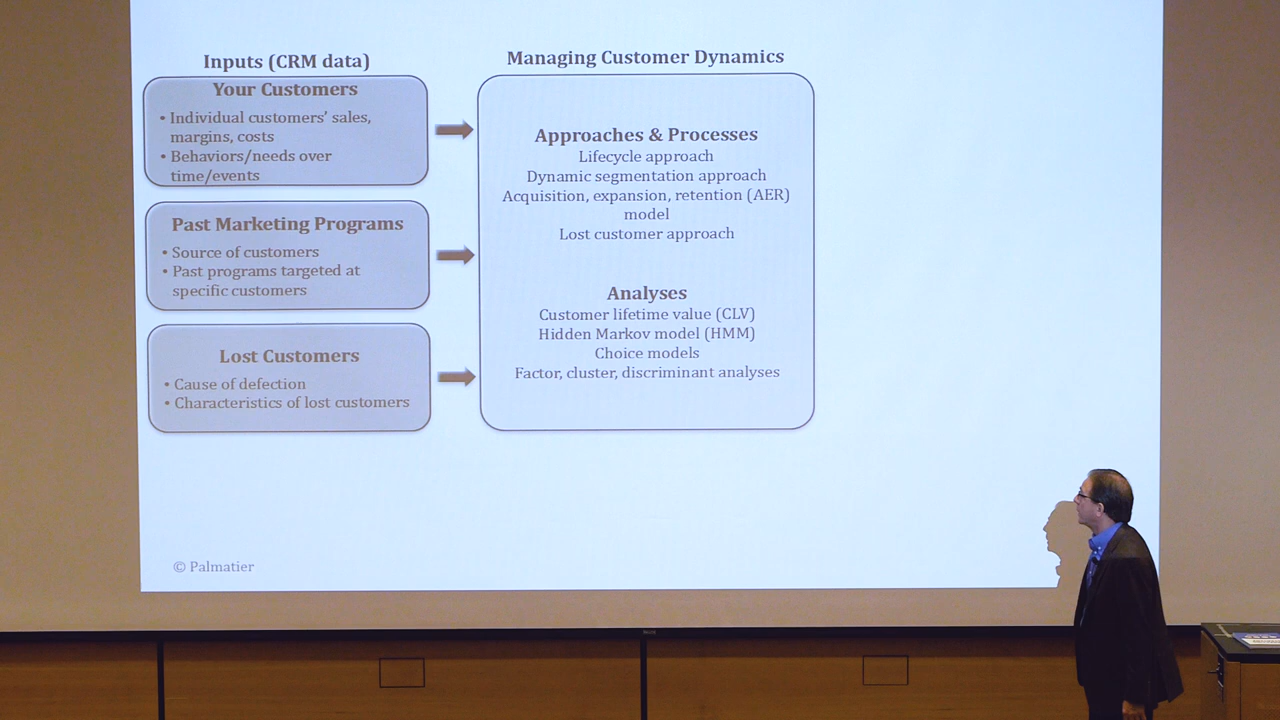 Inputs (CRM data)
Your Customers
• Individual customers’ sales,
margins, costs
• Behaviors/needs over
time/events
Past Marketing Programs
• Source of customers
• Past programs targeted at
specific customers
Lost Customers
• Cause of defection
• Characteristics of lost customers
Managing Customer Dynamics
Approaches & Processes
Lifecycle approach
Dynamic segmentation approach
Acquisition, expansion, retention (AER)
model
Lost customer approach
Analyses
Customer lifetime value (CLV)
Hidden Markov model (HMM)
Choice models
Factor, cluster, discriminant analyses
© Palmatier